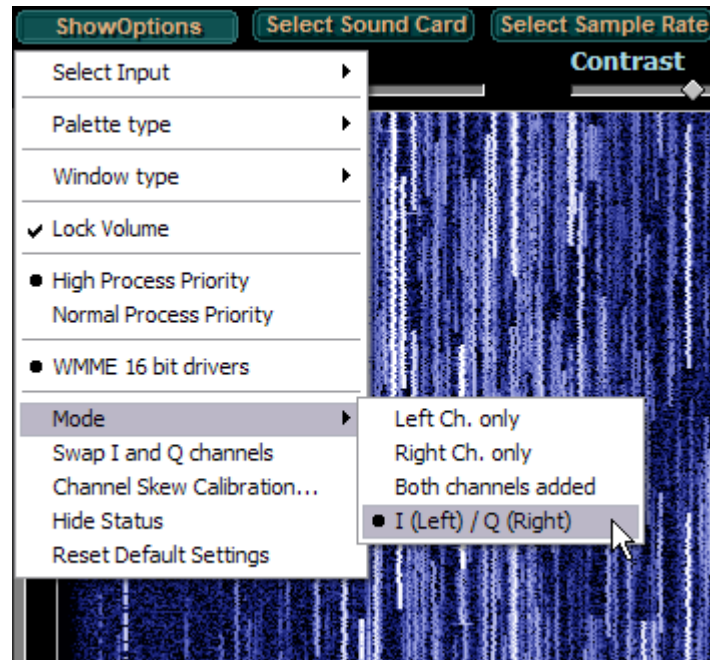 ShowOptions
Select Sound Card
Select Sample Rate
Contrast
Select Input
Palette type
Window type
Lock Volume
High Process Priority
Normal Process Priority
WMME 16 bit drivers
Mode
Left Ch. only
Swap I and Q channels
Right Ch. only
Channel Skew Calibration...
Both channels added
Hide Status
I (Left) / Q (Right)
Reset Default Settings